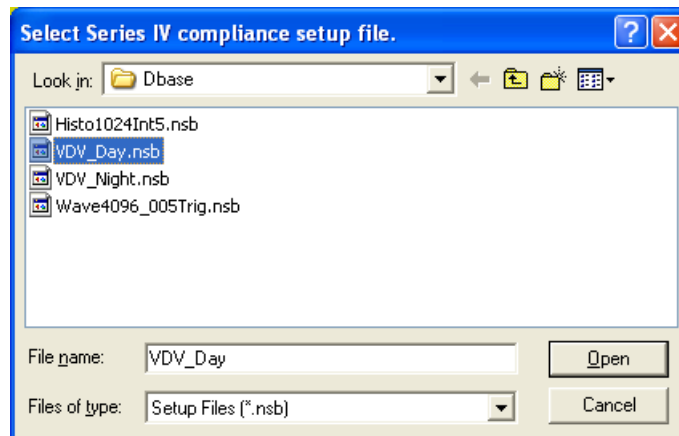 Select Series IV compliance setup file.
Look in: Dbase
Histo1024Int5.nsb
VDV_Day.nsb
VDV_Night.nsb
Wave4096_005Trig.nsb
File name: VDV_Day Open
Files of type: Setup Files (*.nsb) Cancel